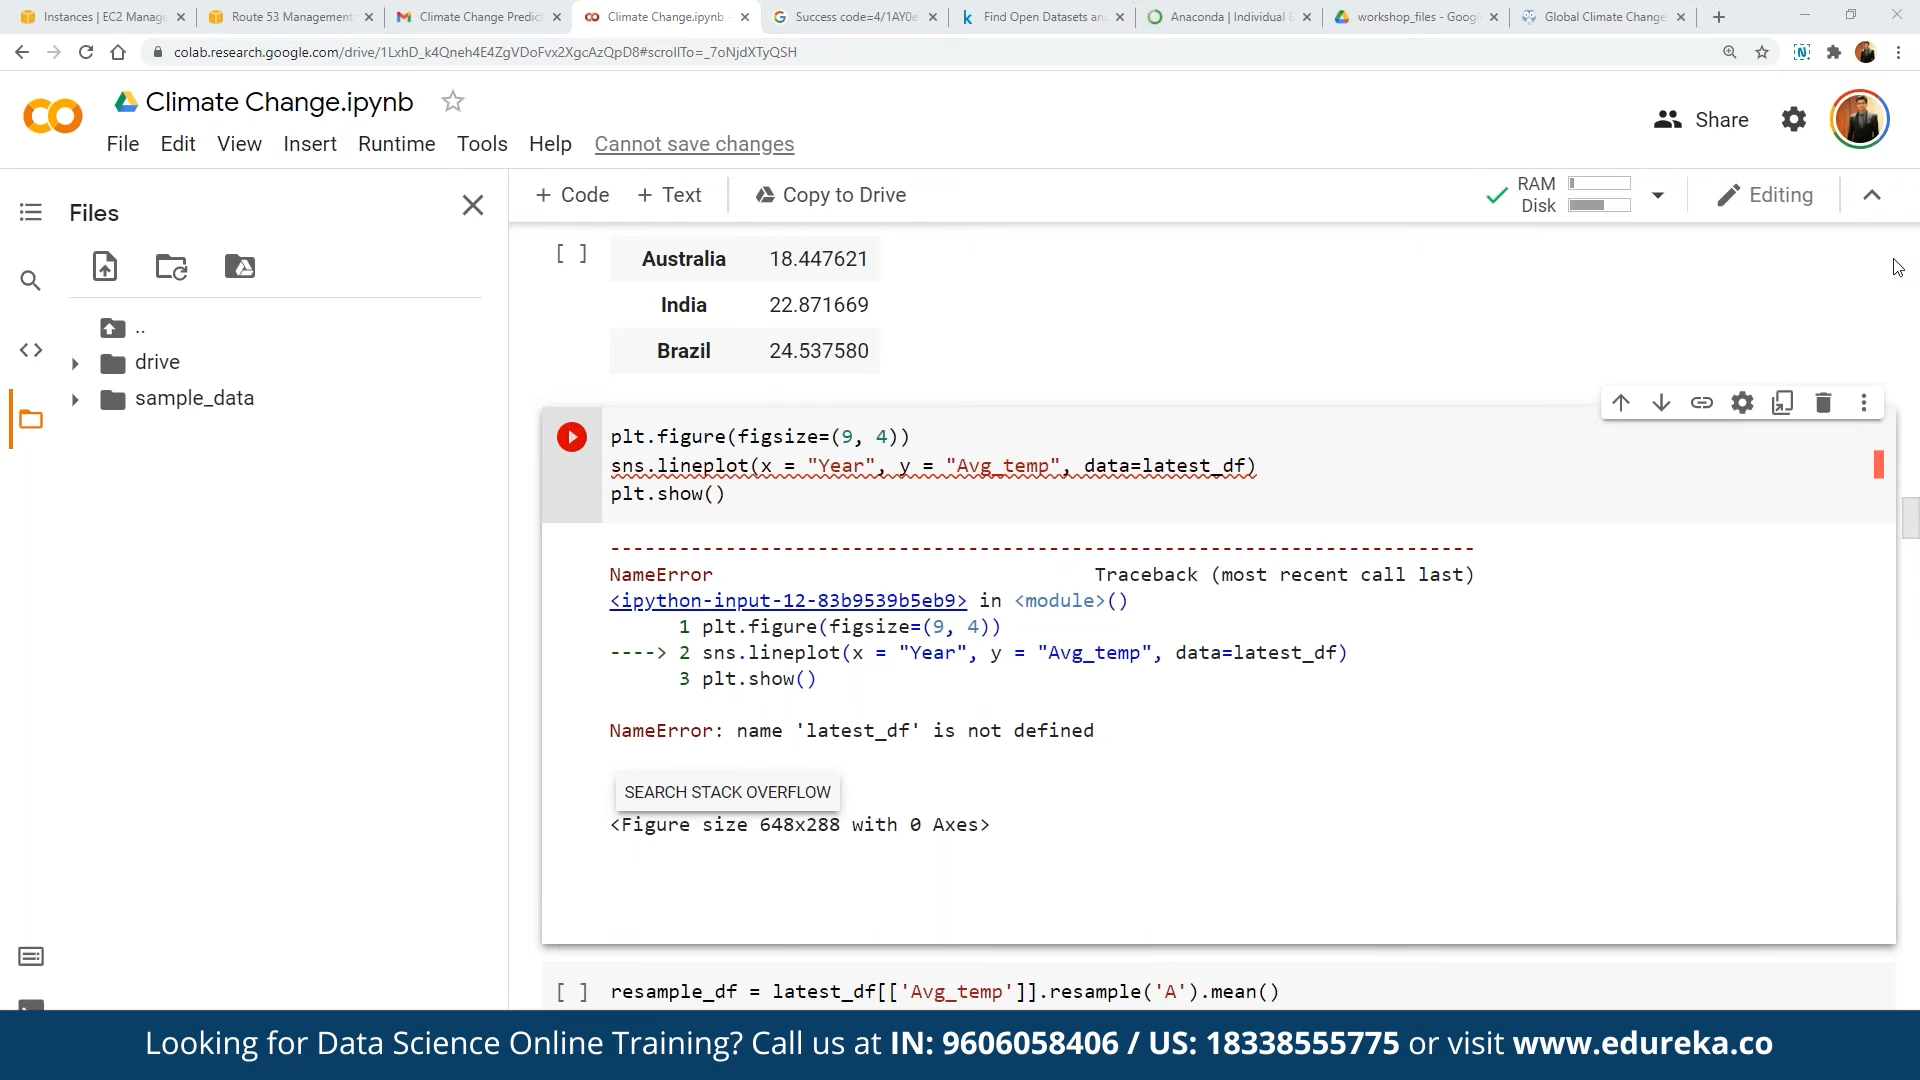 Instances | EC2 Manage
Route 53 Management
Climate Change Predict
Climate Change.ipynb -
Success code=4/1AY0e
Find Open Datasets an
Anaconda | Individual E
workshop_files - Googl
Global Climate Change
colab.research.google.com/drive/1LxhD_k4Qneh4E4ZgVDoFvx2XgcAzQpD8#scrollTo=_7oNjdXTyQSH
Climate Change.ipynb
Share
File Edit View Insert Runtime Tools Help Cannot save changes
Files
+ Code + Text Copy to Drive
RAM
Disk
Editing
..
drive
sample_data
[ ] Australia 18.447621
India 22.871669
Brazil 24.537580
plt.figure(figsize=(9, 4))
sns.lineplot(x = "Year", y = "Avg_temp", data=latest_df)
plt.show()
---------------------------------------------------------------------------
NameError Traceback (most recent call last)
<ipython-input-12-83b9539b5eb9> in <module>()
1 plt.figure(figsize=(9, 4))
----> 2 sns.lineplot(x = "Year", y = "Avg_temp", data=latest_df)
3 plt.show()
NameError: name 'latest_df' is not defined
SEARCH STACK OVERFLOW
<Figure size 648x288 with 0 Axes>
[ ] resample_df = latest_df[['Avg_temp']].resample('A').mean()
Looking for Data Science Online Training? Call us at IN: 9606058406 / US: 18338555775 or visit www.edureka.co